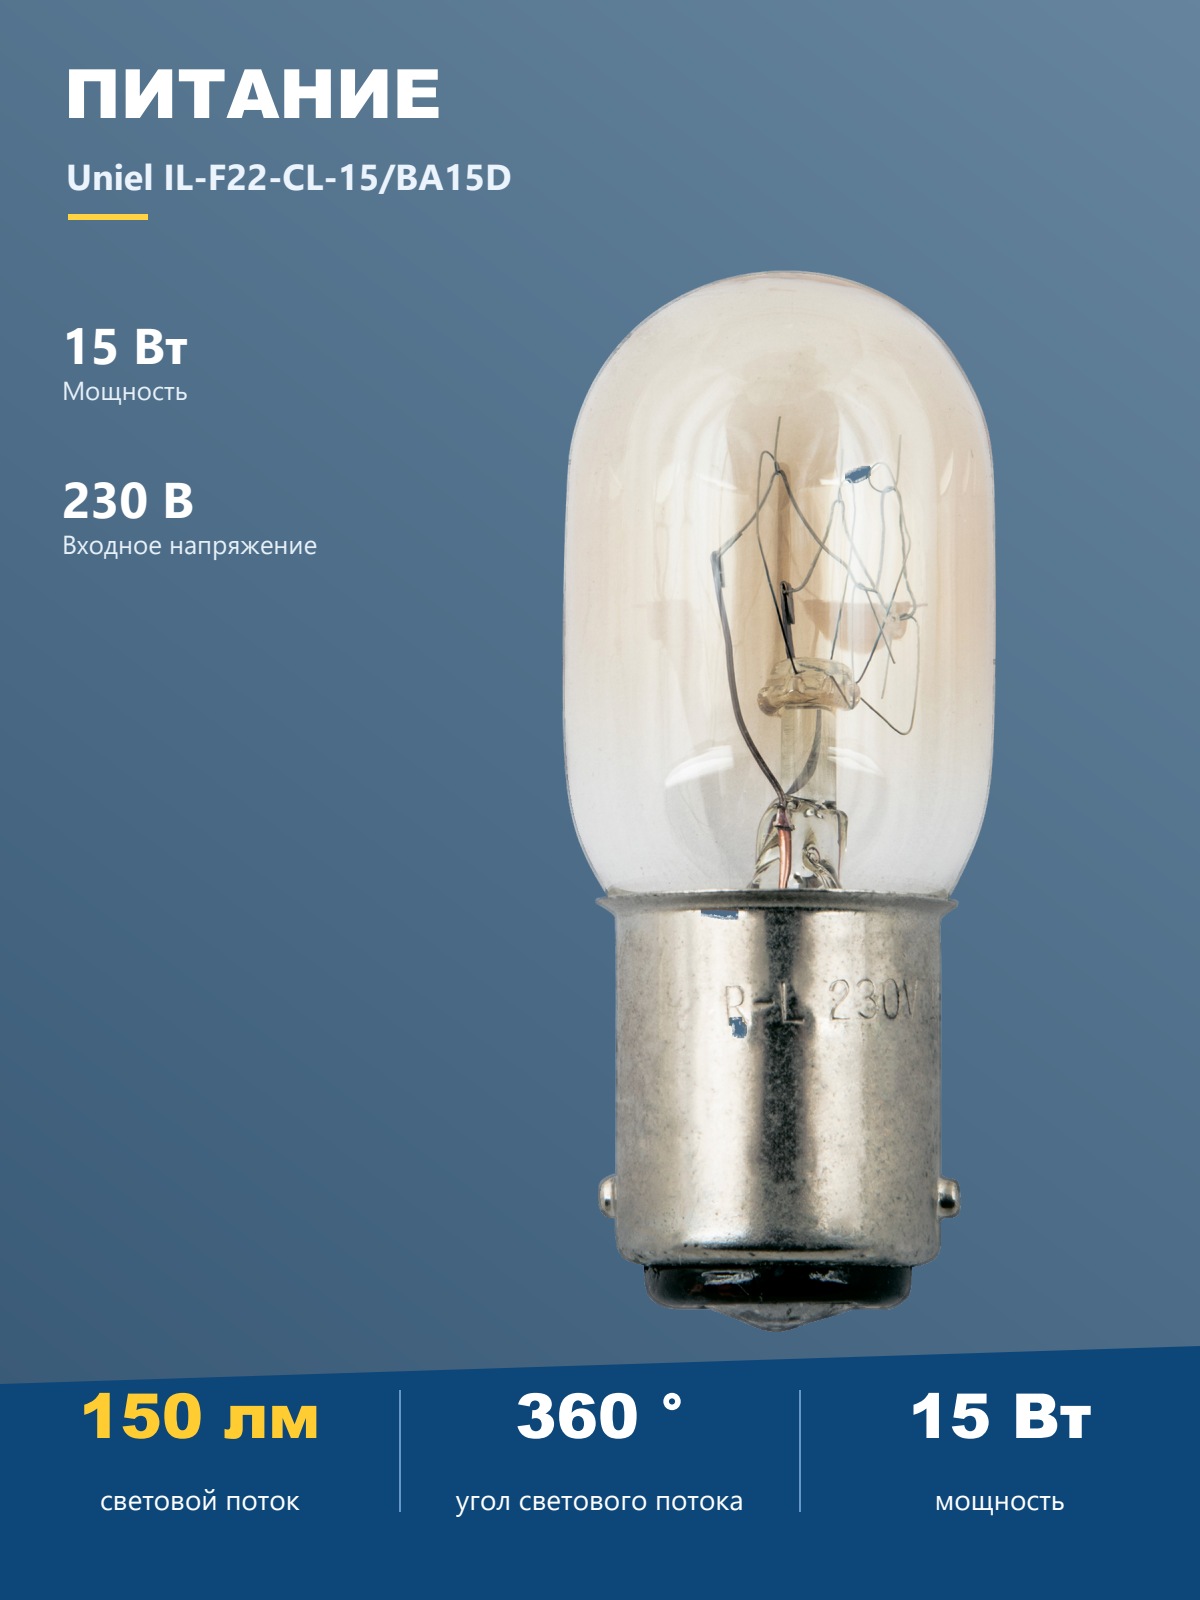 ПИТАНИЕ
Uniel IL-F22-CL-15/BA15D
15 Вт
Мощность
230 В
Входное напряжение
R-L 230V
150 лм
световой поток
360 °
угол светового потока
15 Вт
мощность